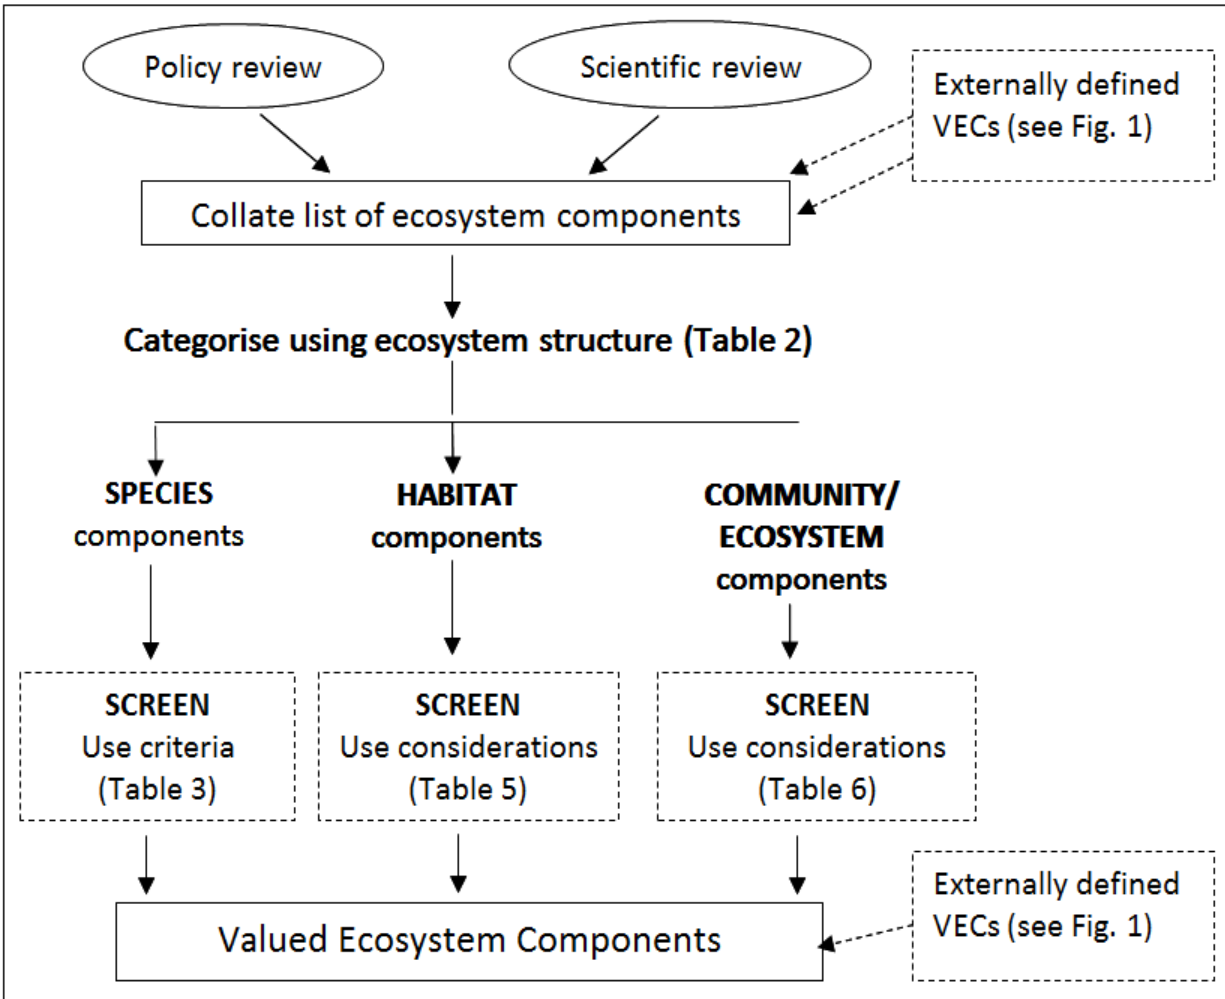 Policy review
Scientific review
Externally defined
VECs (see Fig. 1)
Collate list of ecosystem components
Categorise using ecosystem structure (Table 2)
SPECIES
components
HABITAT
components
COMMUNITY/
ECOSYSTEM
components
SCREEN
Use criteria
(Table 3)
SCREEN
Use considerations
(Table 5)
SCREEN
Use considerations
(Table 6)
Externally defined
VECs (see Fig. 1)
Valued Ecosystem Components